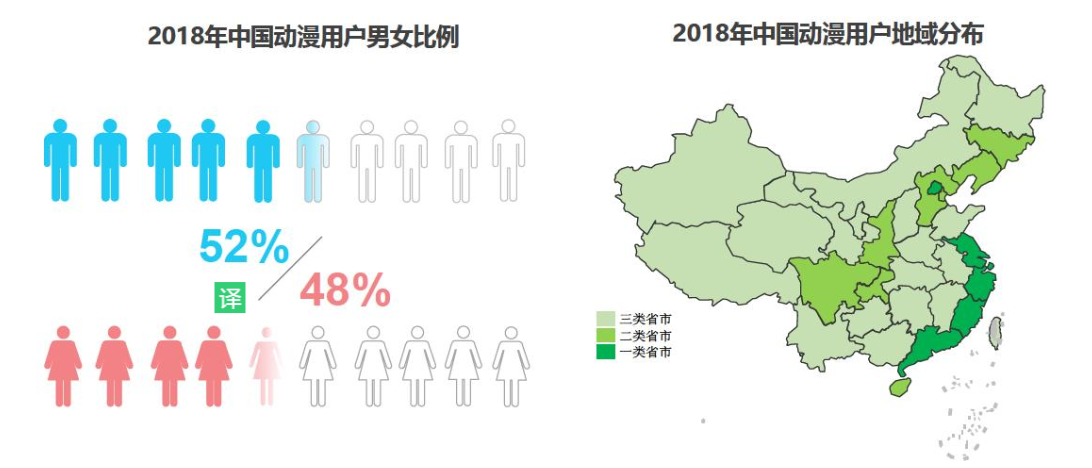 2018年中国动漫用户男女比例
52%
译
48%
2018年中国动漫用户地域分布
三类省市
二类省市
一类省市